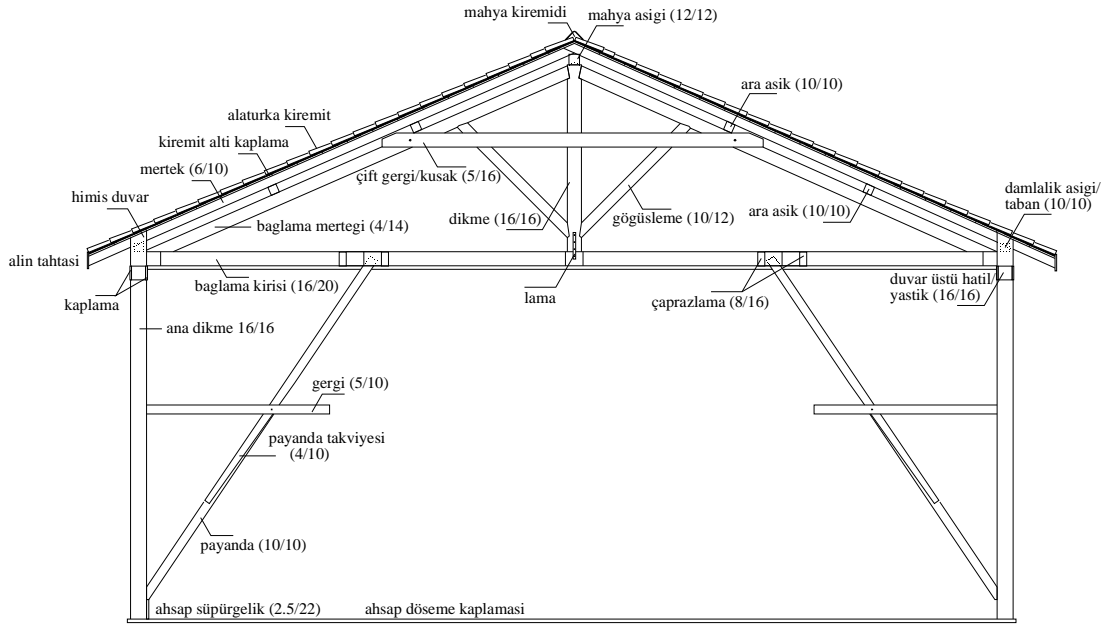 mahya kiremidi
mahya asigi (12/12)
ara asik (10/10)
alaturka kiremit
kiremit alti kaplama
mertek (6/10)
çift gergi/kusak (5/16)
himis duvar
dikme (16/16)
gögüsleme (10/12)
ara asik (10/10)
damlalik asigi/
taban (10/10)
baglama mertegi (4/14)
alin tahtasi
baglama kirisi (16/20)
lama
çaprazlama (8/16)
duvar üstü hatil/
yastik (16/16)
kaplama
ana dikme 16/16
gergi (5/10)
payanda takviyesi
(4/10)
payanda (10/10)
ahsap süpürgelik (2.5/22)
ahsap döseme kaplamasi